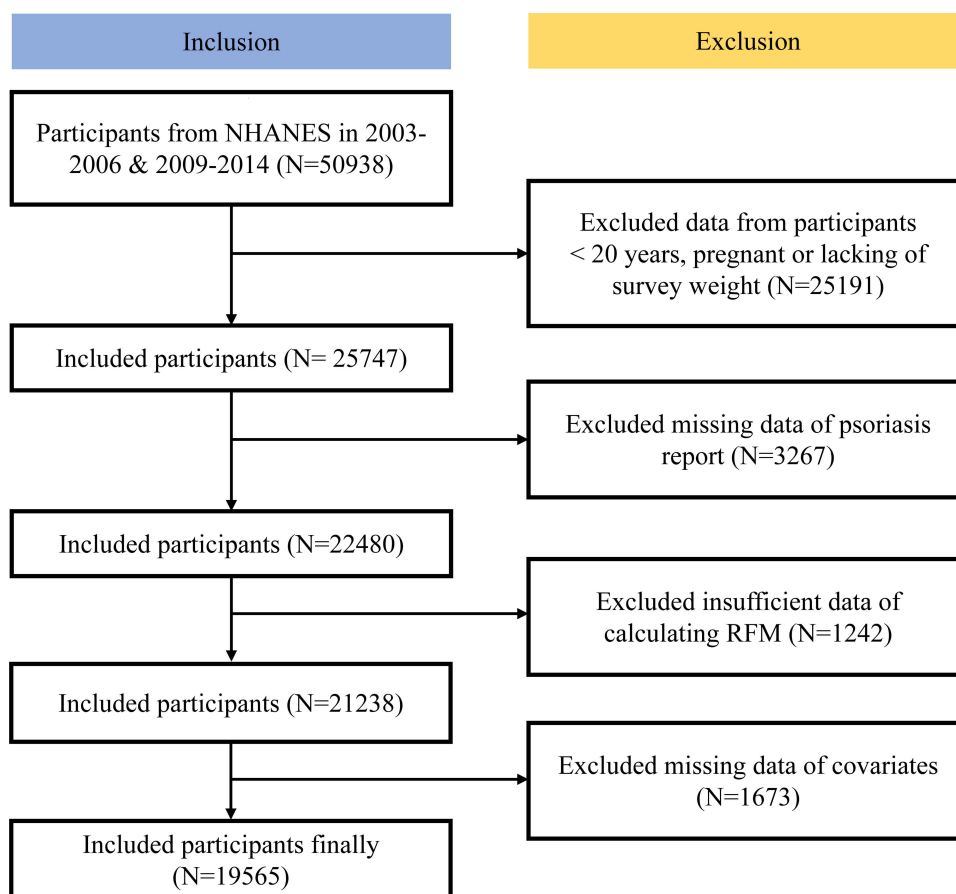 Inclusion
Exclusion
Participants from NHANES in 2003-
2006 & 2009-2014 (N=50938)
Excluded data from participants
< 20 years, pregnant or lacking of
survey weight (N=25191)
Included participants (N= 25747)
Excluded missing data of psoriasis
report (N=3267)
Included participants (N=22480)
Excluded insufficient data of
calculating RFM (N=1242)
Included participants (N=21238)
Excluded missing data of covariates
(N=1673)
Included participants finally
(N=19565)